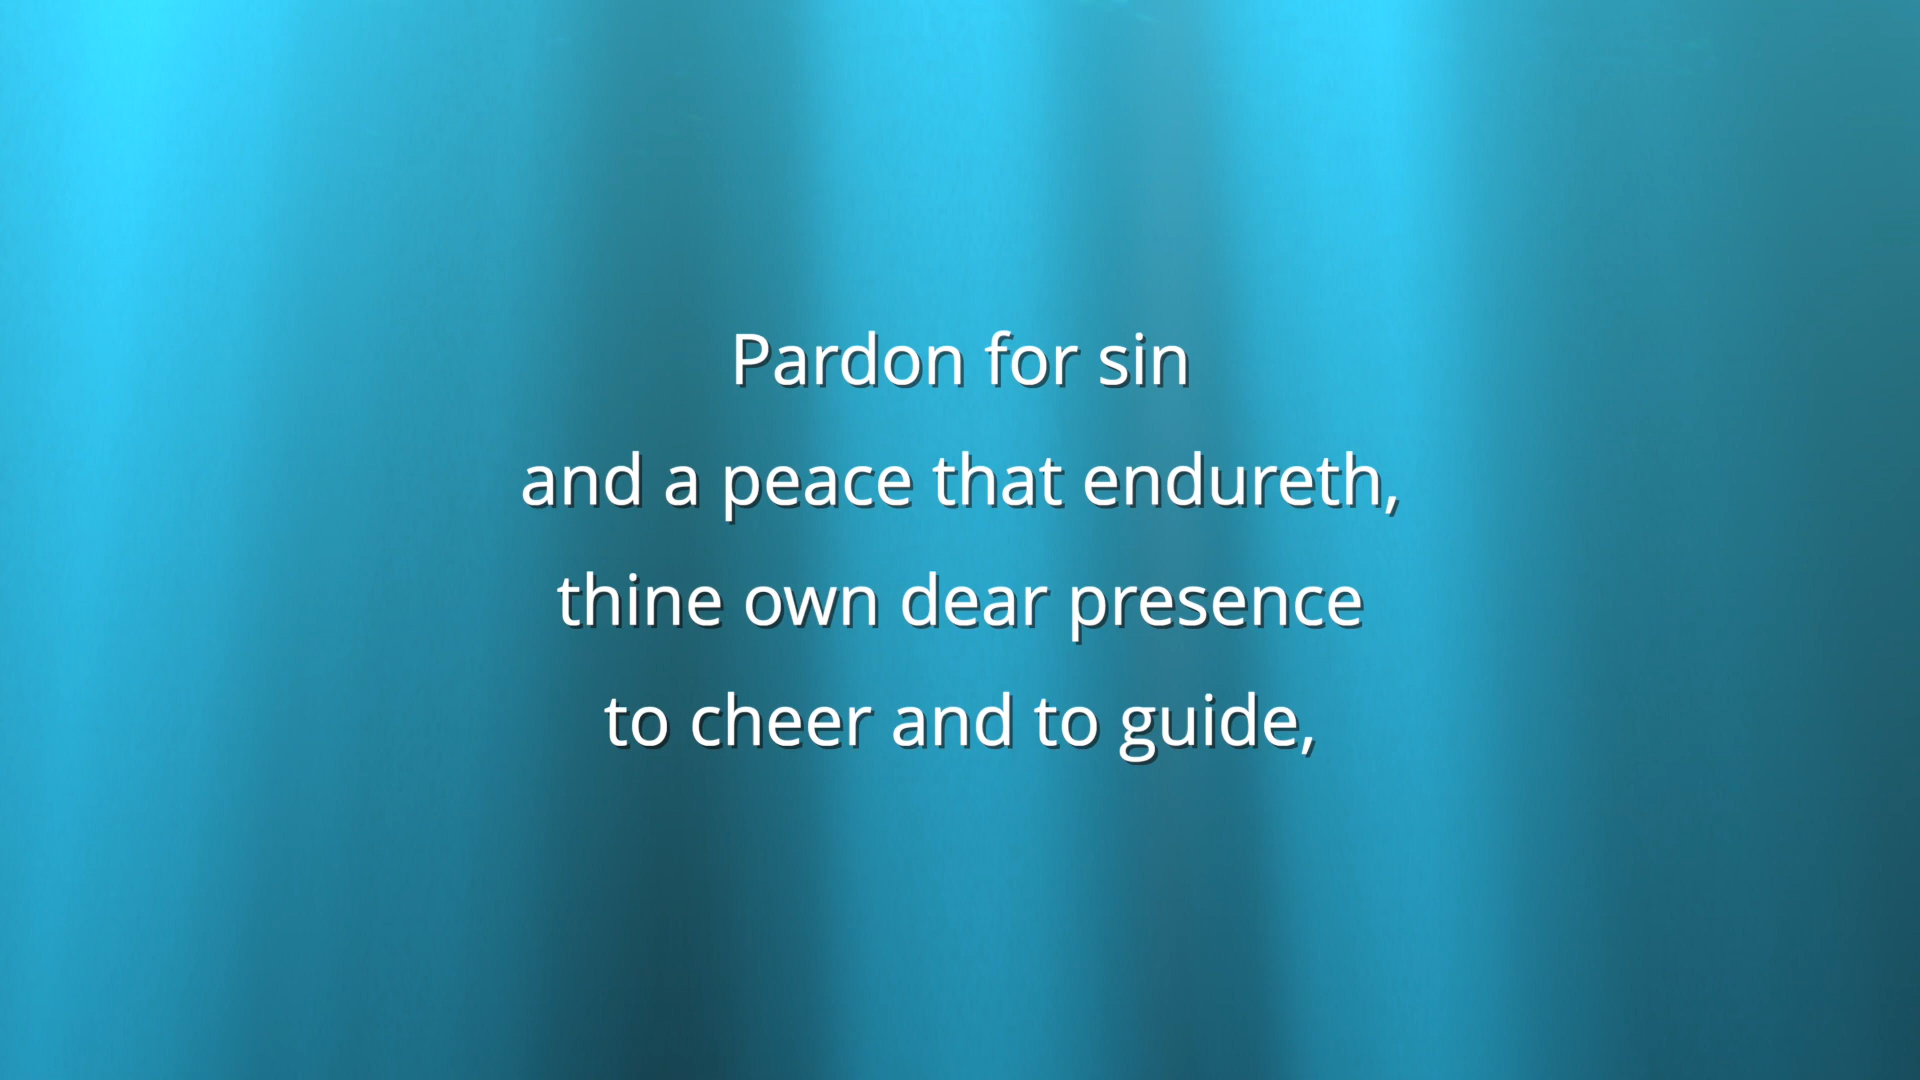 Pardon for sin
and a peace that endureth,
thine own dear presence
to cheer and to guide,